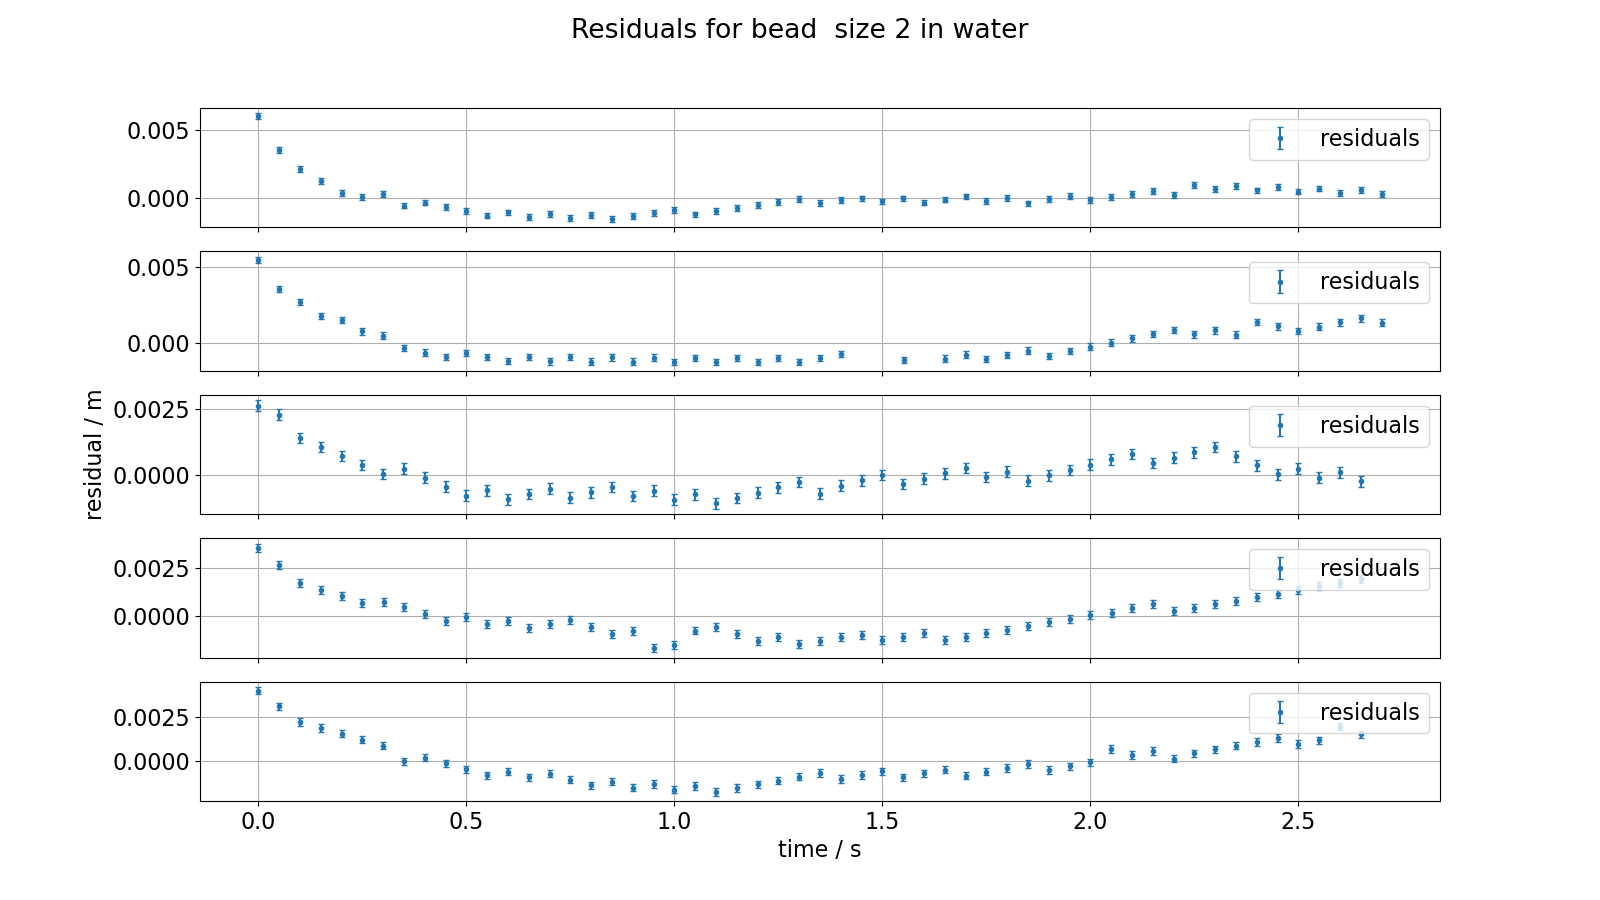 Residuals for bead  size 2 in water
0.005
0.000
residuals
0.005
0.000
residuals
residual / m
0.0025
0.0000
residuals
0.0025
0.0000
residuals
0.0025
0.0000
residuals
0.0 0.5 1.0 1.5 2.0 2.5
time / s